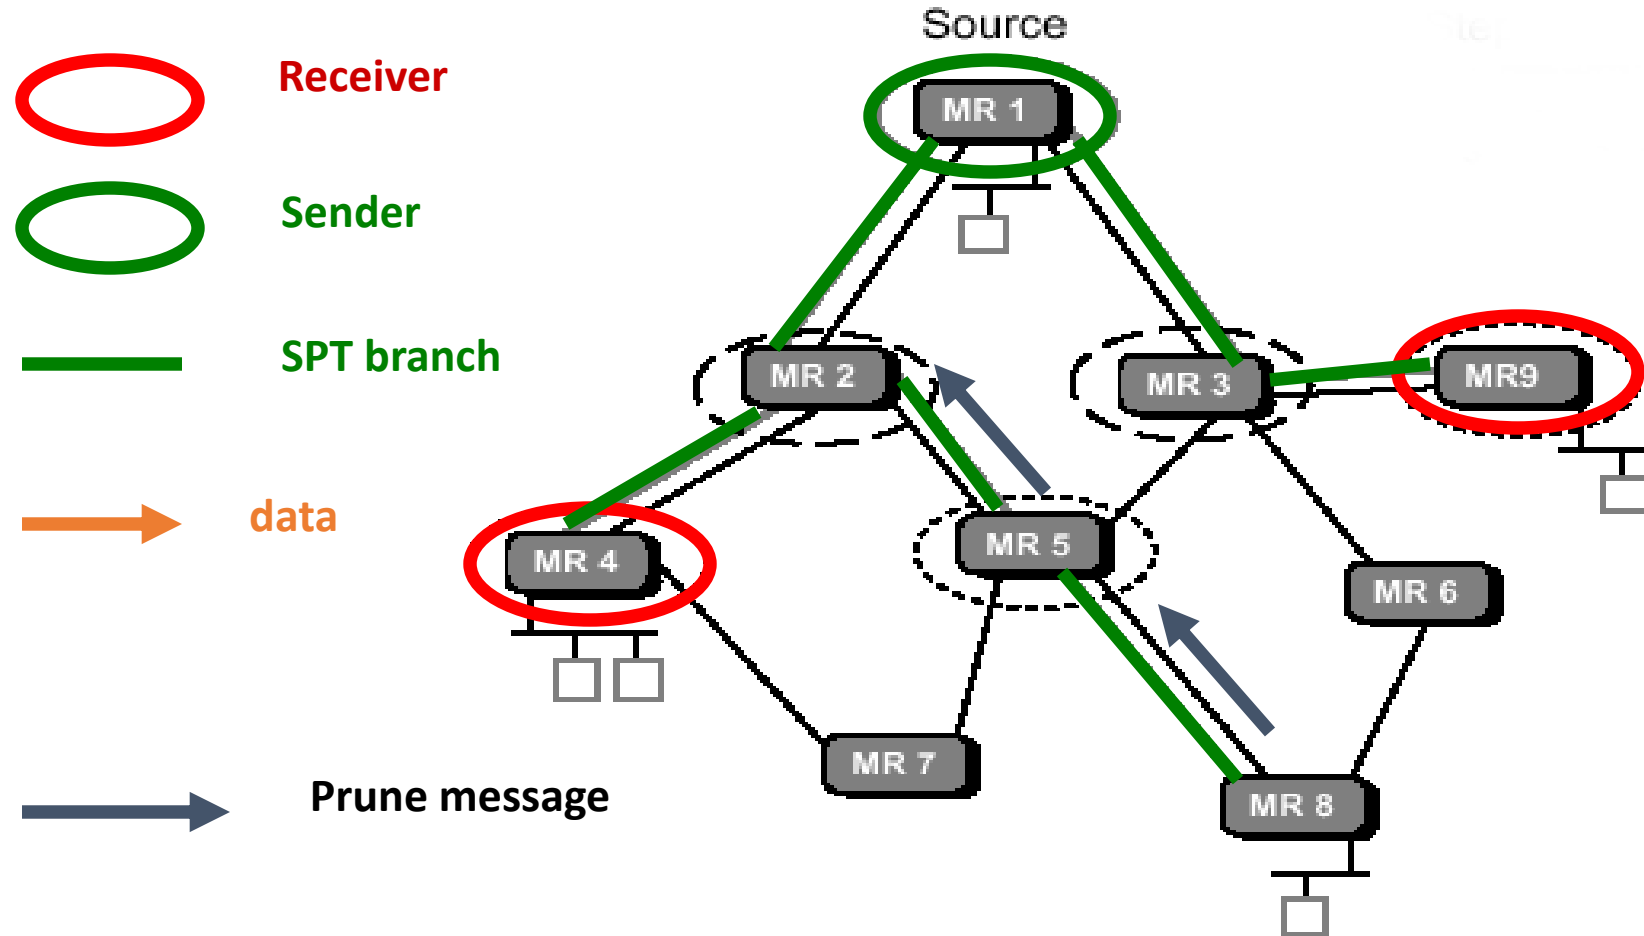 Source
Receiver
MR 1
Sender
SPT branch
MR 2
MR 3
MR9
data
MR 4
MR 5
MR 6
MR 7
Prune message
MR 8